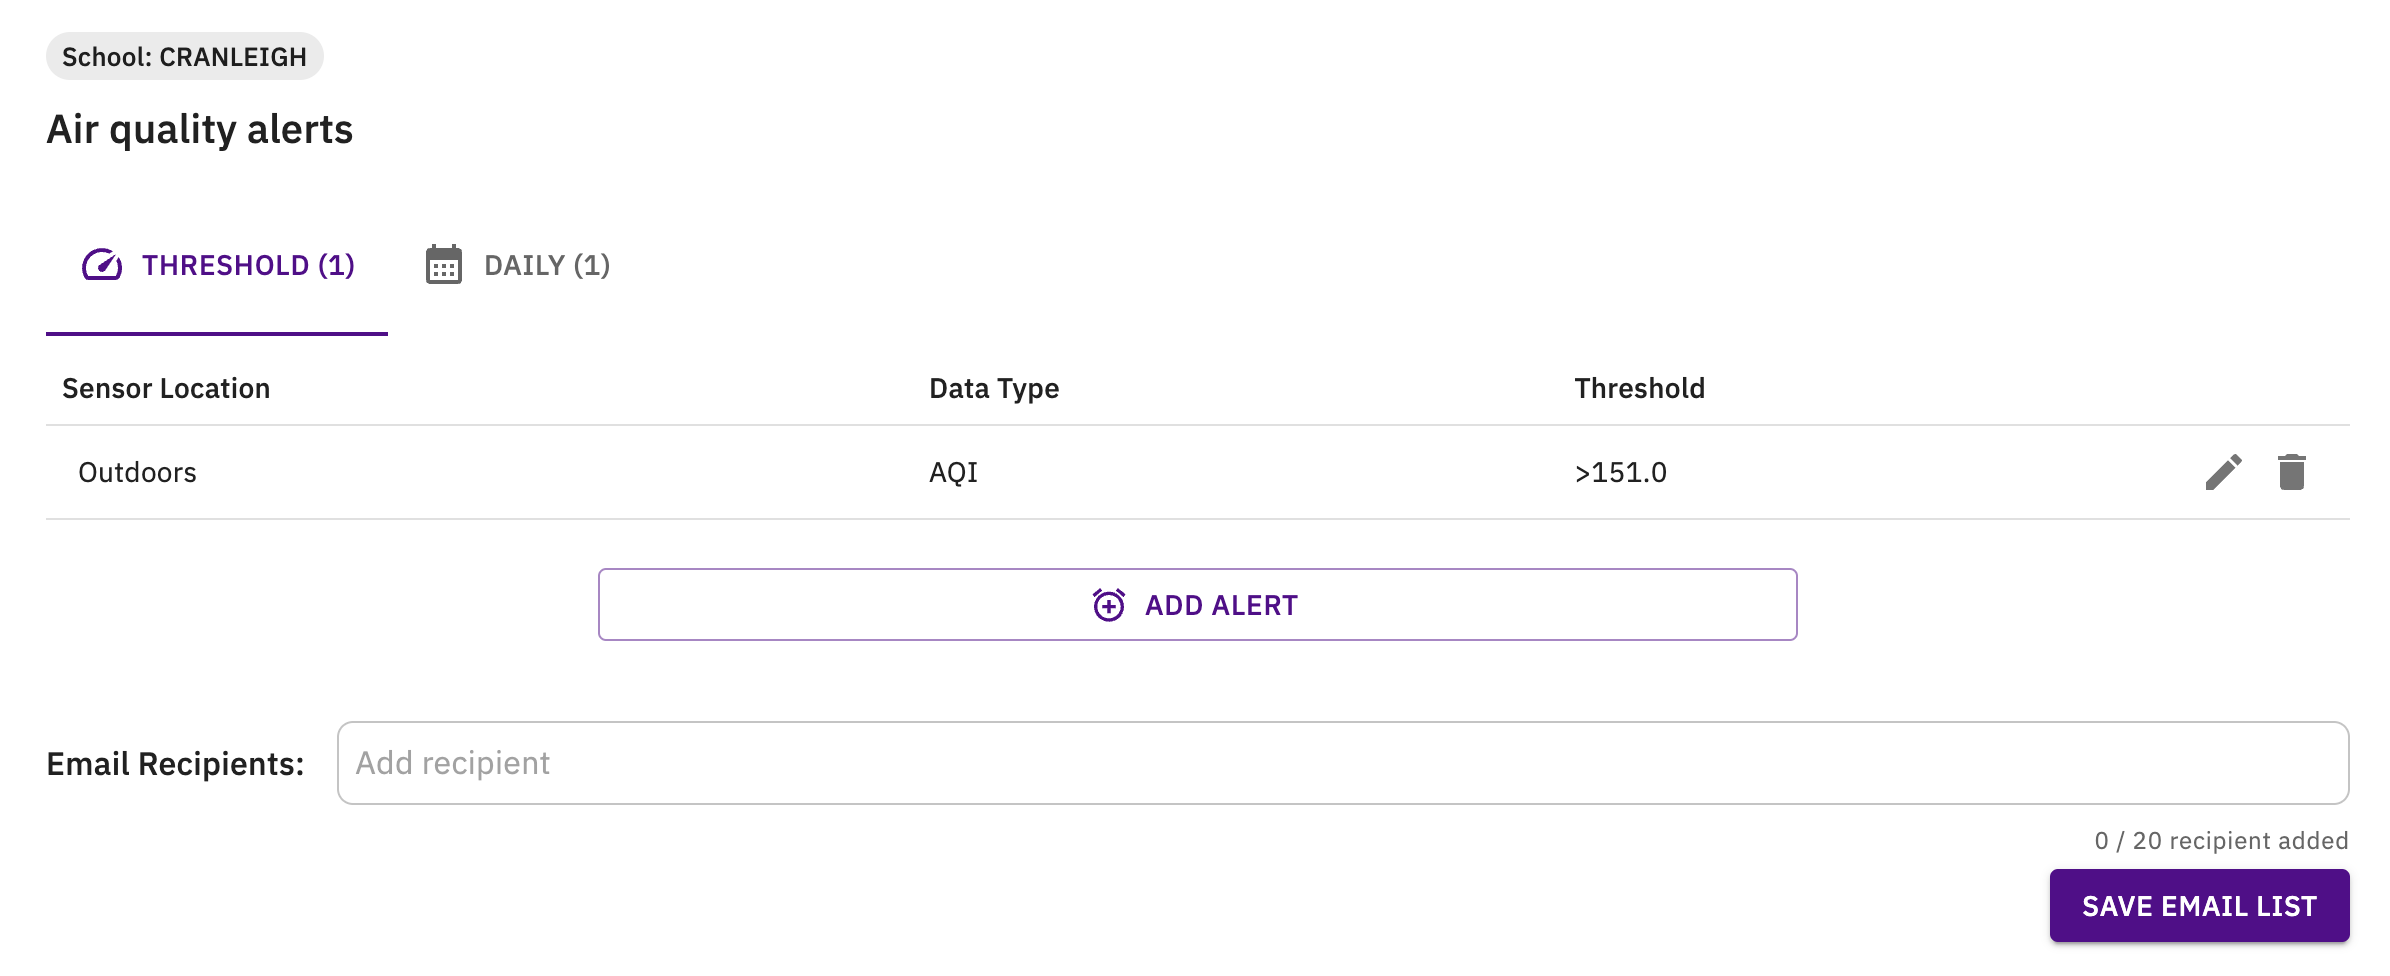 School: CRANLEIGH
Air quality alerts
THRESHOLD (1) DAILY (1)
Sensor Location Data Type Threshold
Outdoors AQI >151.0
ADD ALERT
Email Recipients: Add recipient
0 / 20 recipient added
SAVE EMAIL LIST